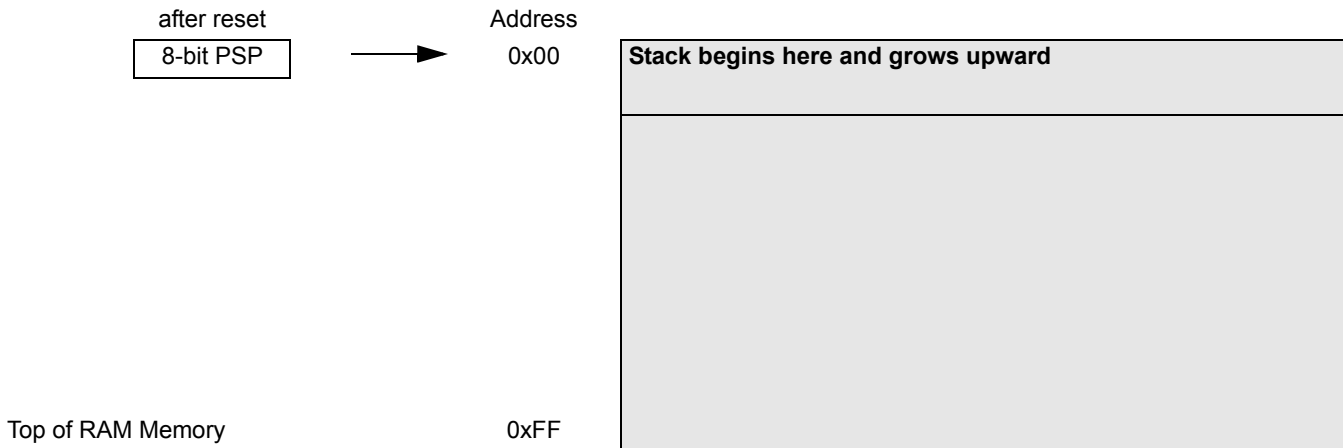 after reset Address
8-bit PSP 0x00 Stack begins here and grows upward
Top of RAM Memory 0xFF